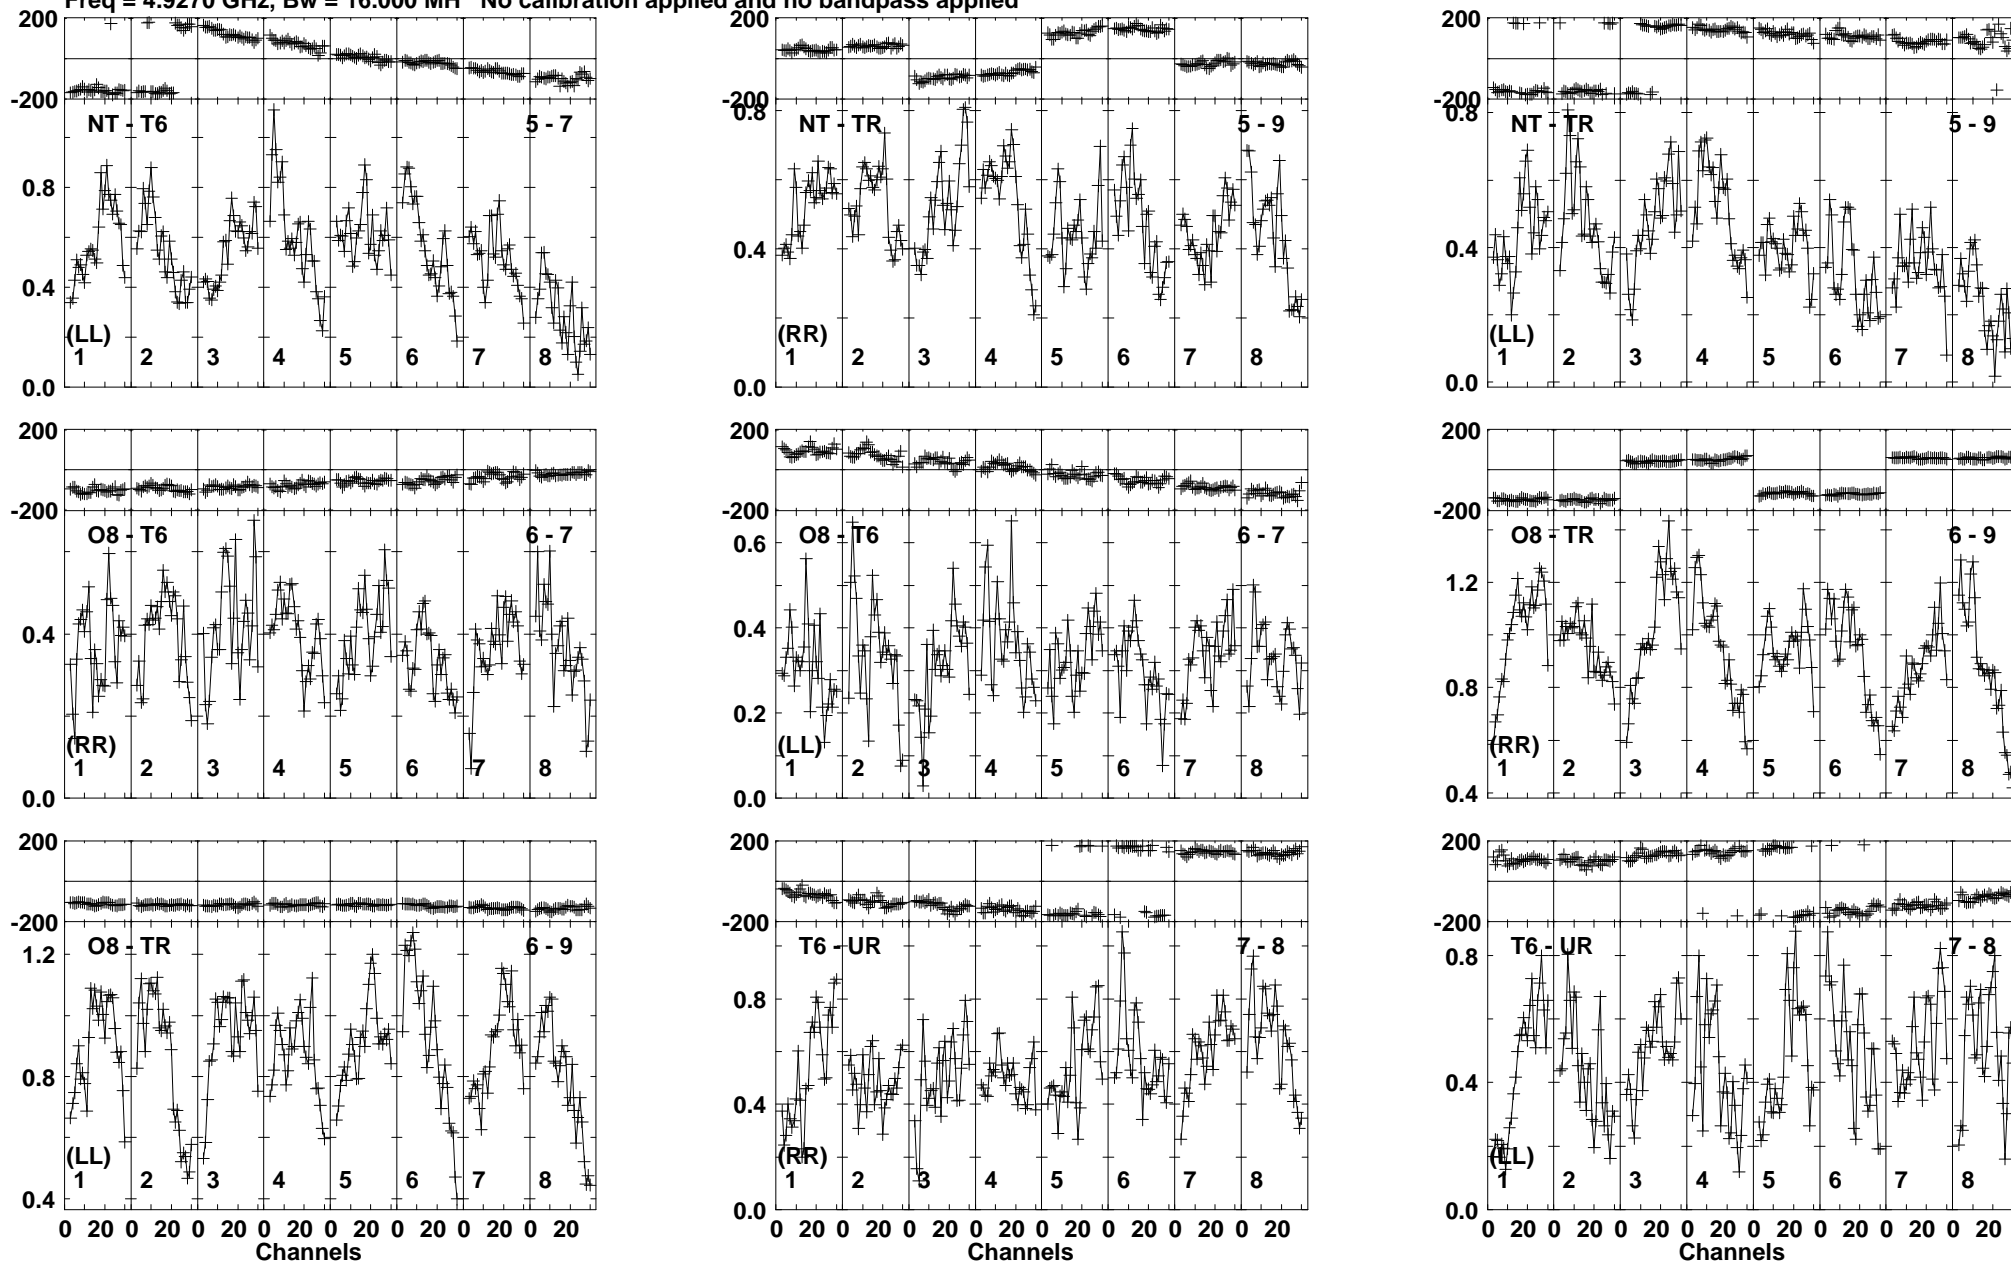 Freq = 4.9270 GHz, Bw = 16.000 MH No calibration applied and no bandpass applied
200 200 200
-200 -200 -200
NT - T6 5 - 7 0.8 NT - TR 5 - 9 0.8 NT - TR 5 - 9
0.8
0.4 0.4 0.4
(LL) (RR) (LL)
1 2 3 4 5 6 7 8 1 2 3 4 5 6 7 8 1 2 3 4 5 6 7 8
0.0 0.0 0.0
200 200 200
-200 -200 -200
O8 - T6 6 - 7 O8 - T6 6 - 7 O8 - TR 6 - 9
0.6
1.2
0.4 0.4
0.8
0.2
(RR) (LL) (RR)
1 2 3 4 5 6 7 8 1 2 3 4 5 6 7 8 1 2 3 4 5 6 7 8
0.0 0.0 0.4
200 200 200
-200 -200 -200
O8 - TR 6 - 9 T6 - UR 7 - 8 T6 - UR 7 - 8
1.2 0.8
0.8
0.8
0.4 0.4
(LL) (RR) (LL)
1 2 3 4 5 6 7 8 1 2 3 4 5 6 7 8 1 2 3 4 5 6 7 8
0.4 0.0 0.0
0 20 0 20 0 20 0 20 0 20 0 20 0 20 0 20 0 20 0 20 0 20 0 20 0 20 0 20 0 20 0 20 0 20 0 20 0 20 0 20 0 20 0 20 0 20 0 20
Channels Channels Channels